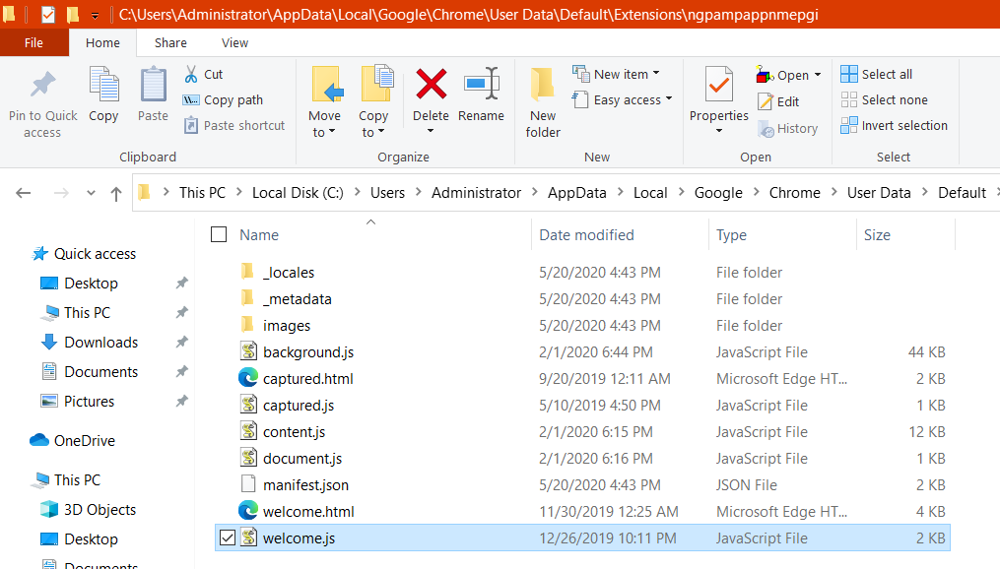 C:\Users\Administrator\AppData\Local\Google\Chrome\User Data\Default\Extensions\ngpampappnmepgi
File Home Share View
Pin to Quick access
Copy
Paste
Cut
Copy path
Paste shortcut
Clipboard
Move to
Copy to
Delete
Rename
Organize
New folder
New item
Easy access
New
Properties
Open
Edit
History
Open
Select all
Select none
Invert selection
Select
This PC Local Disk (C:) Users Administrator AppData Local Google Chrome User Data Default
Quick access
Desktop
This PC
Downloads
Documents
Pictures
OneDrive
This PC
3D Objects
Desktop
Documents
Name Date modified Type Size
_locales 5/20/2020 4:43 PM File folder
_metadata 5/20/2020 4:43 PM File folder
images 5/20/2020 4:43 PM File folder
background.js 2/1/2020 6:44 PM JavaScript File 44 KB
captured.html 9/20/2019 12:11 AM Microsoft Edge HT... 2 KB
captured.js 5/10/2019 4:50 PM JavaScript File 1 KB
content.js 2/1/2020 6:15 PM JavaScript File 12 KB
document.js 2/1/2020 6:16 PM JavaScript File 1 KB
manifest.json 5/20/2020 4:43 PM JSON File 2 KB
welcome.html 11/30/2019 12:25 AM Microsoft Edge HT... 4 KB
welcome.js 12/26/2019 10:11 PM JavaScript File 2 KB